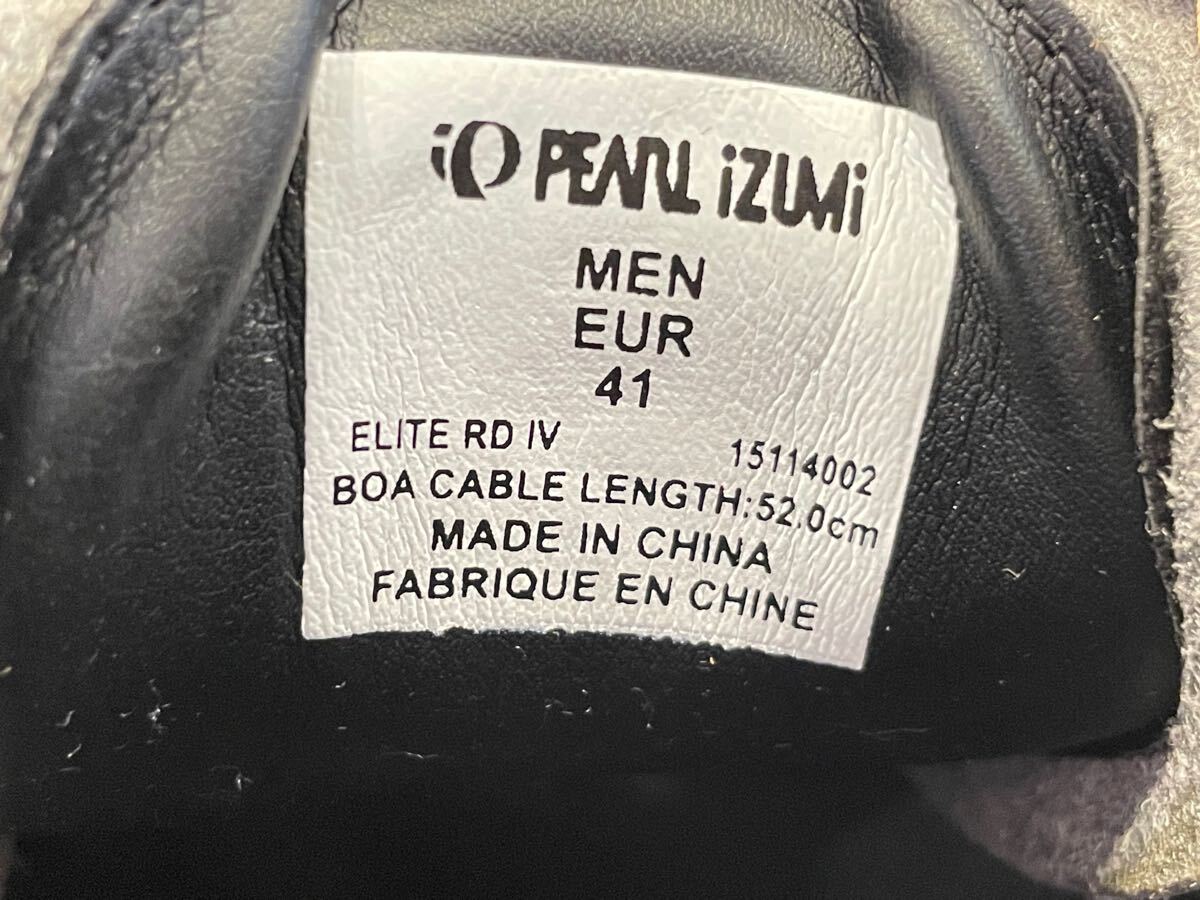 PEARL iZUMi
MEN
EUR
41
ELITE RD IV 15114002
BOA CABLE LENGTH:52.0cm
MADE IN CHINA
FABRIQUE EN CHINE